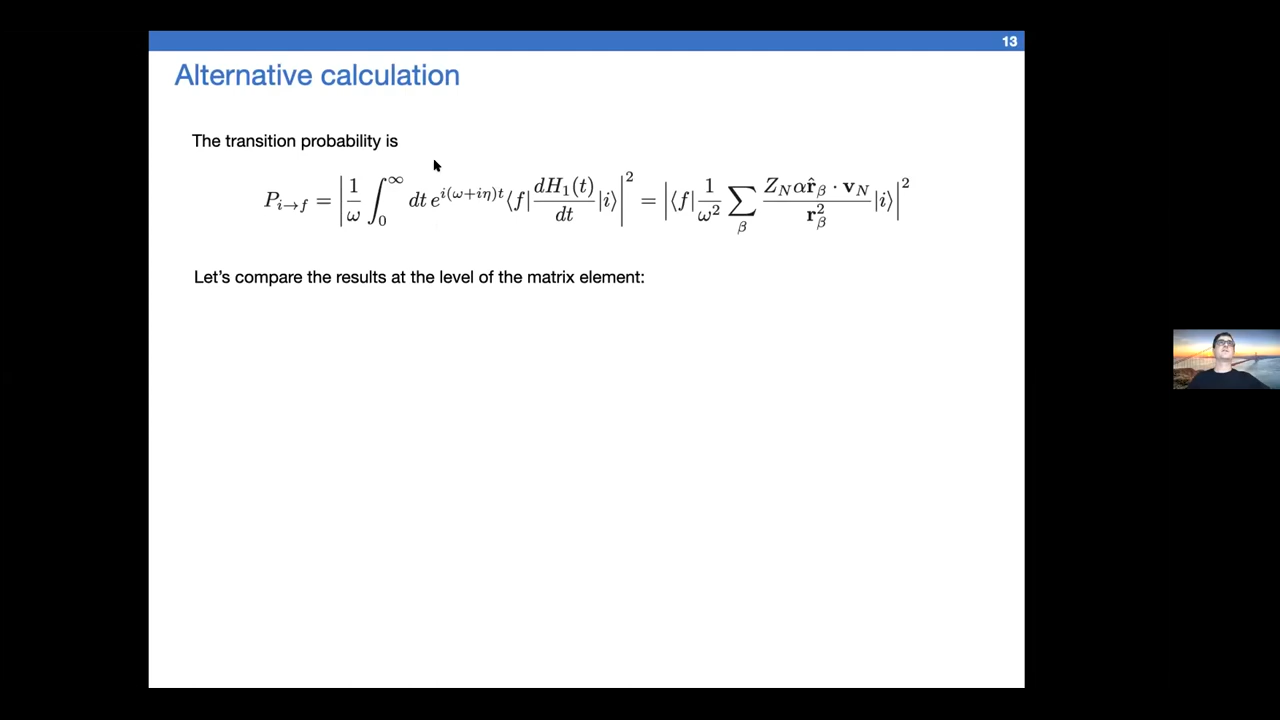 13
Alternative calculation
The transition probability is
$$P_{i \to f} = \left| \frac{1}{\omega} \int_0^\infty dt\, e^{i(\omega + i\eta)t} \langle f | \frac{dH_1(t)}{dt} | i \rangle \right|^2 = \left| \langle f | \frac{1}{\omega^2} \sum_\beta \frac{Z_N \alpha \hat{\mathbf{r}}_\beta \cdot \mathbf{v}_N}{\mathbf{r}_\beta^2} | i \rangle \right|^2$$
Let's compare the results at the level of the matrix element: